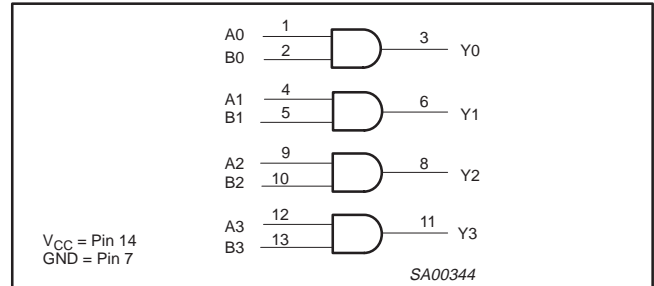 A0 1
B0 2
3 Y0
A1 4
B1 5
6 Y1
A2 9
B2 10
8 Y2
A3 12
B3 13
11 Y3
VCC = Pin 14
GND = Pin 7
SA00344